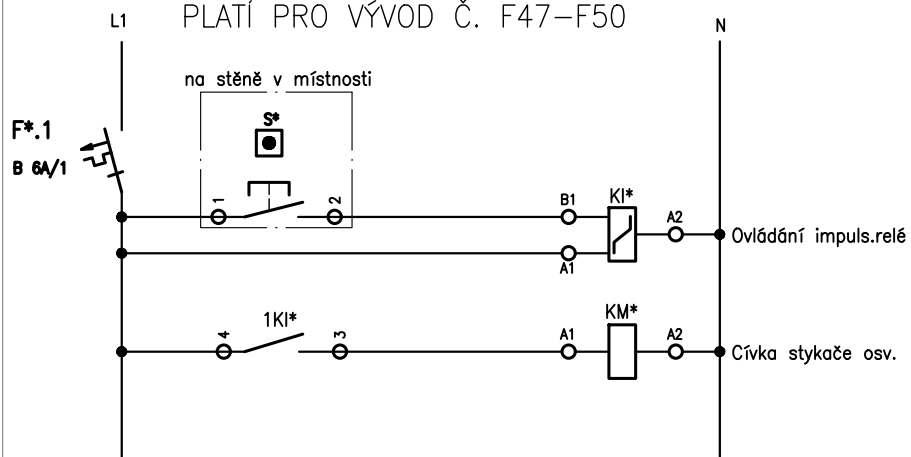 L1
PLATÍ PRO VÝVOD Č. F47–F50
N
na stěně v místnosti
S*
F*.1
B 6A/1
1
2
B1
KI*
A2
Ovládání impuls.relé
A1
1KI*
KM*
4
3
A1
A2
Cívka stykače osv.